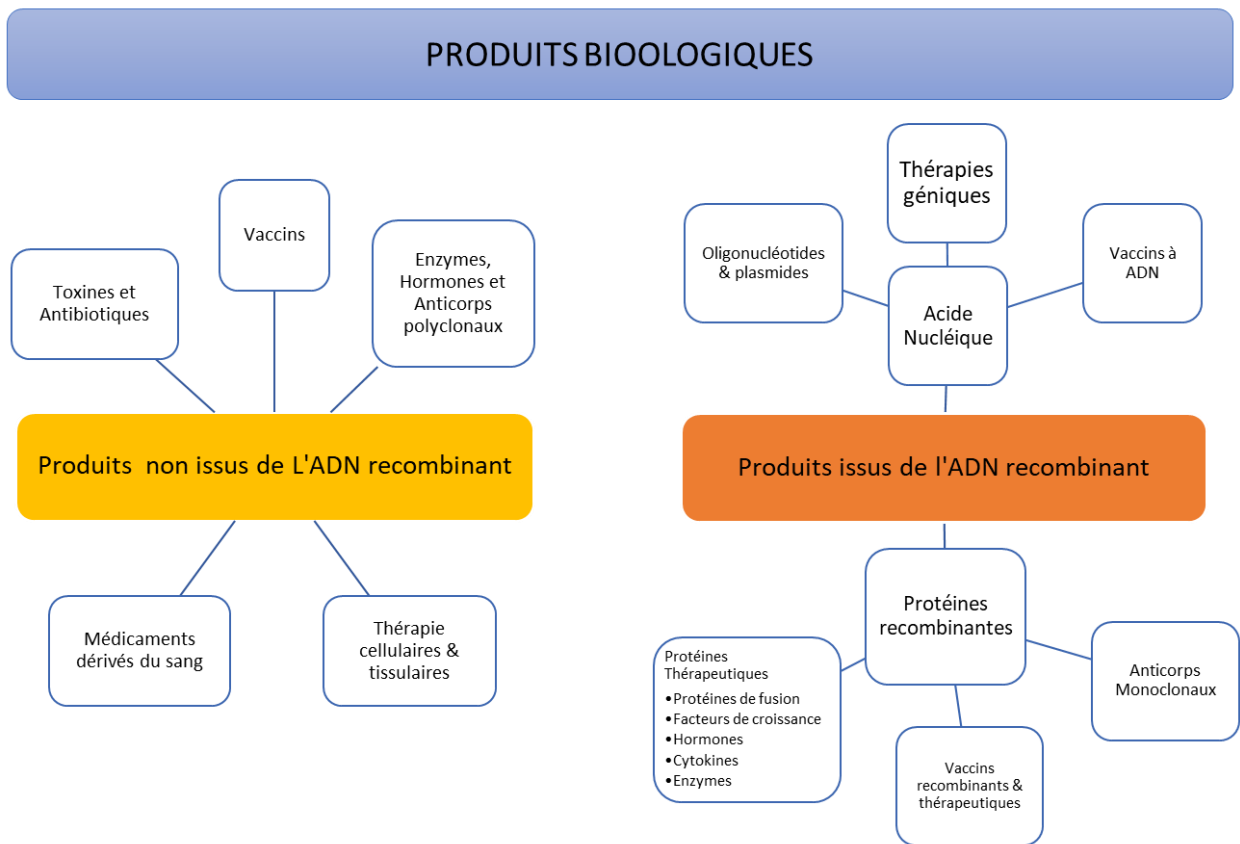 PRODUITS BIOOLOGIQUES
Vaccins
Toxines et
Antibiotiques
Enzymes,
Hormones et
Anticorps
polyclonaux
Produits non issus de L'ADN recombinant
Médicaments
dérivés du sang
Thérapie
cellulaires &
tissulaires
Thérapies
géniques
Oligonucléotides
& plasmides
Vaccins à
ADN
Acide
Nucléique
Produits issus de l'ADN recombinant
Protéines
recombinantes
Protéines
Thérapeutiques
•Protéines de fusion
•Facteurs de croissance
•Hormones
•Cytokines
•Enzymes
Vaccins
recombinants &
thérapeutiques
Anticorps
Monoclonaux